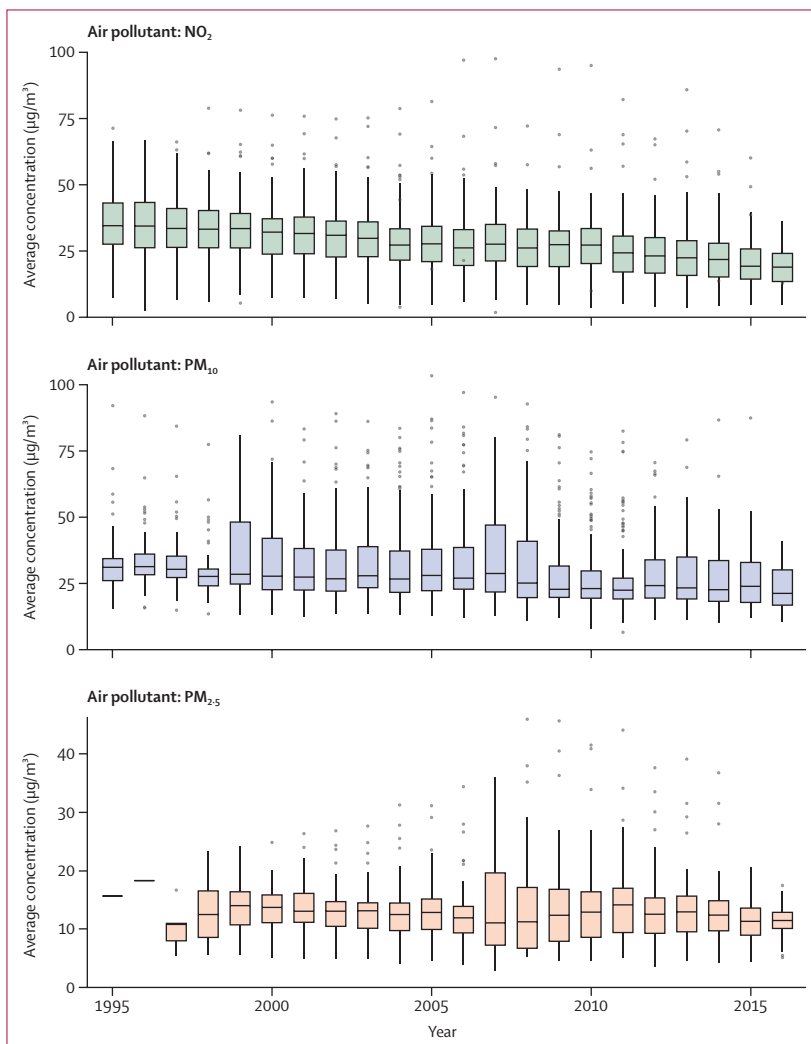 Air pollutant: NO₂
100
75
50
25
0
Average concentration (μg/m³)
Air pollutant: PM₁₀
100
75
50
25
0
Average concentration (μg/m³)
Air pollutant: PM₂·₅
40
30
20
10
0
Average concentration (μg/m³)
1995 2000 2005 2010 2015
Year